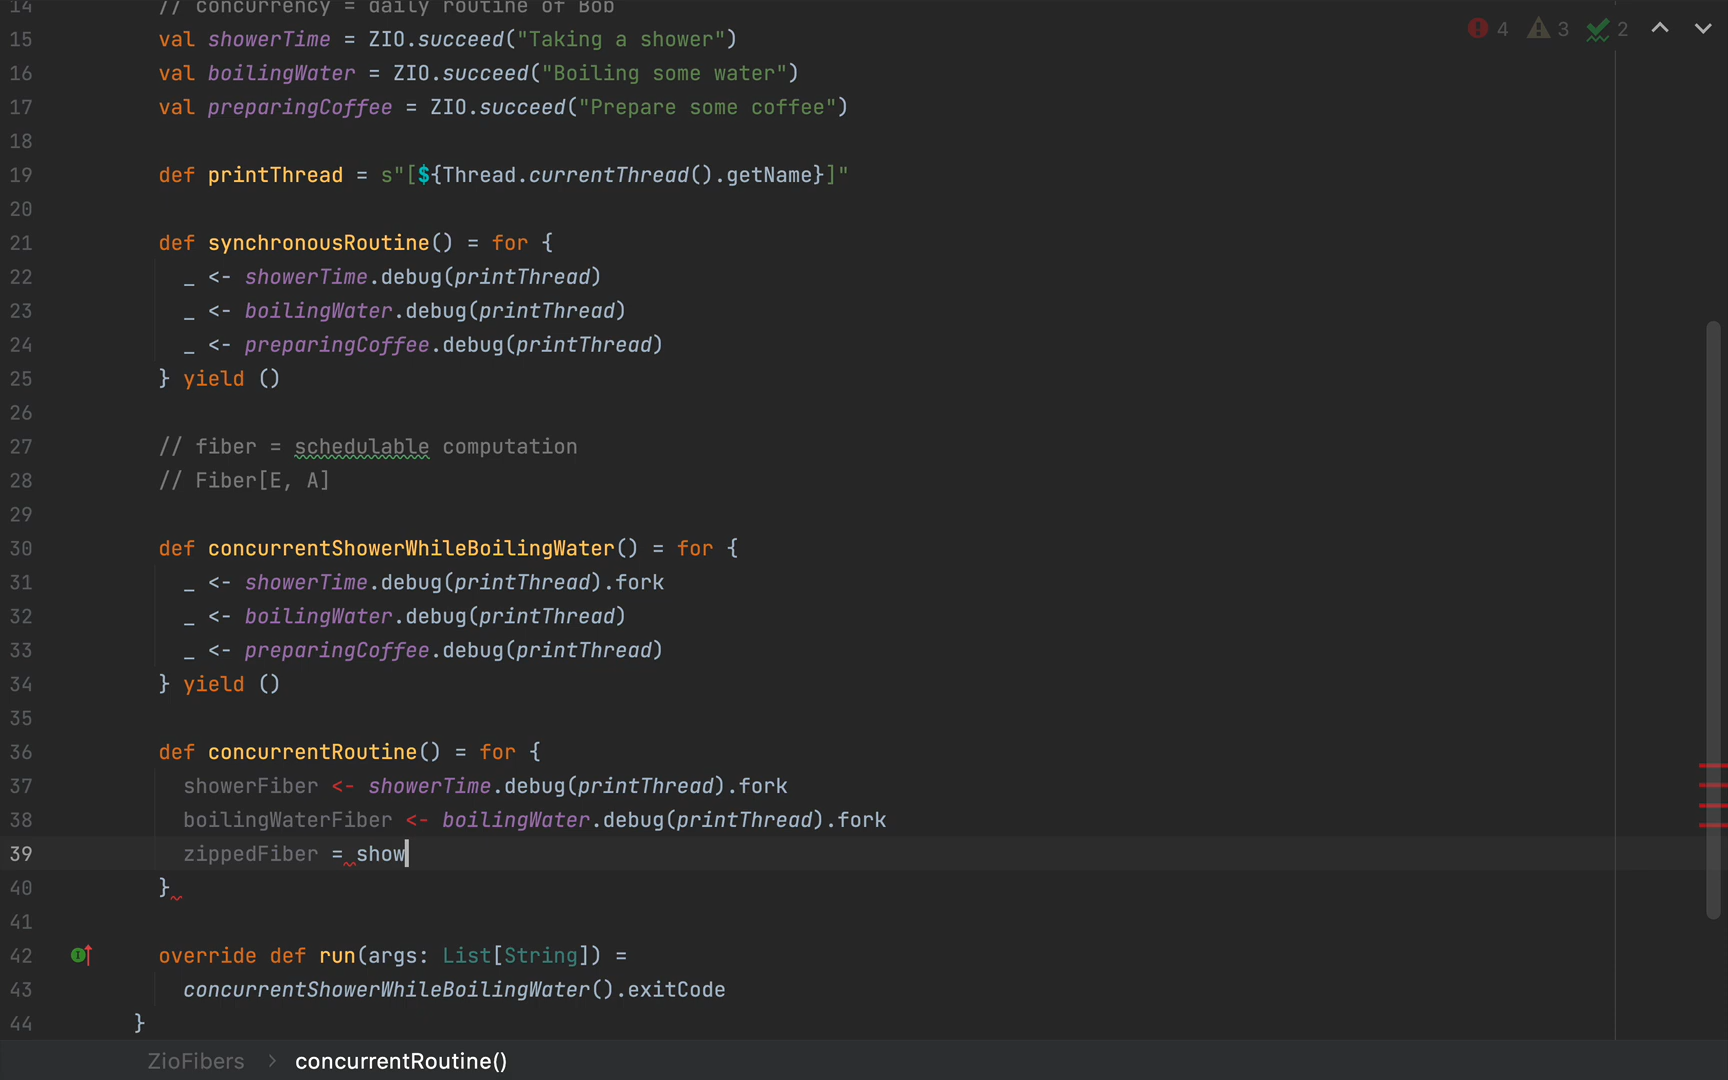 14 // concurrency = daily routine of Bob
15 val showerTime = ZIO.succeed("Taking a shower")
16 val boilingWater = ZIO.succeed("Boiling some water")
17 val preparingCoffee = ZIO.succeed("Prepare some coffee")
18
19 def printThread = s"[${Thread.currentThread().getName}]"
20
21 def synchronousRoutine() = for {
22 _ <- showerTime.debug(printThread)
23 _ <- boilingWater.debug(printThread)
24 _ <- preparingCoffee.debug(printThread)
25 } yield ()
26
27 // fiber = schedulable computation
28 // Fiber[E, A]
29
30 def concurrentShowerWhileBoilingWater() = for {
31 _ <- showerTime.debug(printThread).fork
32 _ <- boilingWater.debug(printThread)
33 _ <- preparingCoffee.debug(printThread)
34 } yield ()
35
36 def concurrentRoutine() = for {
37 showerFiber <- showerTime.debug(printThread).fork
38 boilingWaterFiber <- boilingWater.debug(printThread).fork
39 zippedFiber = show
40 }
41
42 override def run(args: List[String]) =
43 concurrentShowerWhileBoilingWater().exitCode
44 }
4 3 2
ZioFibers > concurrentRoutine()